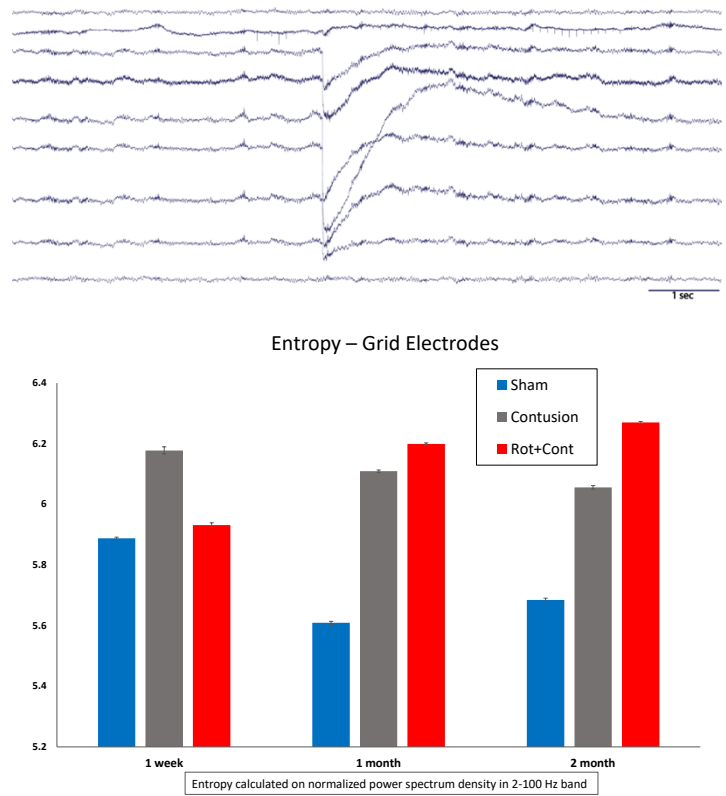 1 sec
Entropy – Grid Electrodes
6.4
6.2
6
5.8
5.6
5.4
5.2
Sham
Contusion
Rot+Cont
1 week
1 month
2 month
Entropy calculated on normalized power spectrum density in 2-100 Hz band